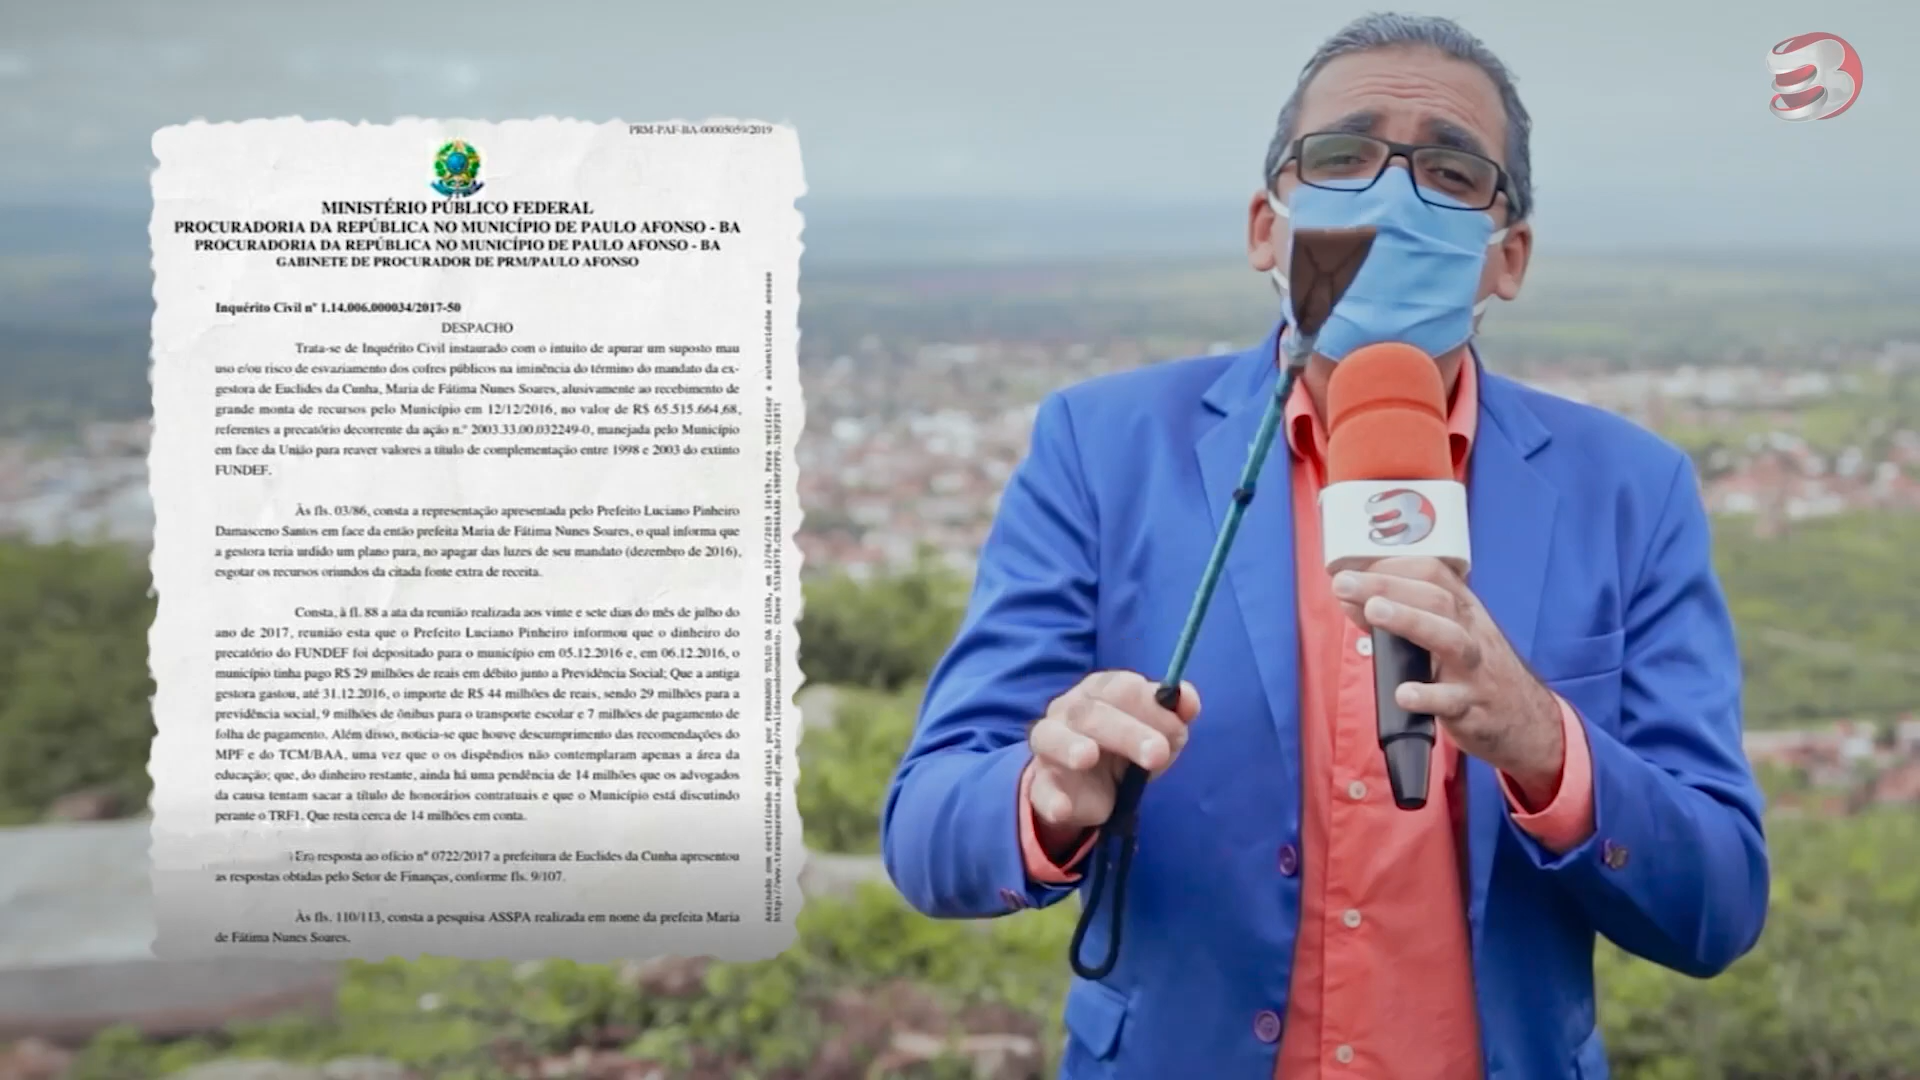 PRM-PAF-BA-00005059/2019
MINISTÉRIO PÚBLICO FEDERAL
PROCURADORIA DA REPÚBLICA NO MUNICÍPIO DE PAULO AFONSO - BA
PROCURADORIA DA REPÚBLICA NO MUNICÍPIO DE PAULO AFONSO - BA
GABINETE DE PROCURADOR DE PRM/PAULO AFONSO
Inquérito Civil nº 1.14.006.000034/2017-50
DESPACHO
Trata-se de Inquérito Civil instaurado com o intuito de apurar um suposto mau
uso e/ou risco de esvaziamento dos cofres públicos na iminência do término do mandato da ex-
gestora de Euclides da Cunha, Maria de Fátima Nunes Soares, alusivamente ao recebimento de
grande monta de recursos pelo Município em 12/12/2016, no valor de R$ 65.515.664,68,
referentes a precatório decorrente da ação n.º 2003.33.00.032249-0, manejada pelo Município
em face da União para reaver valores a título de complementação entre 1998 e 2003 do extinto
FUNDEF.
Às fls. 03/86, consta a representação apresentada pelo Prefeito Luciano Pinheiro
Damasceno Santos em face da então prefeita Maria de Fátima Nunes Soares, o qual informa que
a gestora teria urdido um plano para, no apagar das luzes de seu mandato (dezembro de 2016),
esgotar os recursos oriundos da citada fonte extra de receita.
Consta, à fl. 88 a ata da reunião realizada aos vinte e sete dias do mês de julho do
ano de 2017, reunião esta que o Prefeito Luciano Pinheiro informou que o dinheiro do
precatório do FUNDEF foi depositado para o município em 05.12.2016 e, em 06.12.2016, o
município tinha pago R$ 29 milhões de reais em débito junto a Previdência Social; Que a antiga
gestora gastou, até 31.12.2016, o importe de R$ 44 milhões de reais, sendo 29 milhões para a
previdência social, 9 milhões de ônibus para o transporte escolar e 7 milhões de pagamento de
folha de pagamento. Além disso, noticia-se que houve descumprimento das recomendações do
MPF e do TCM/BAA, uma vez que o os dispêndios não contemplaram apenas a área da
educação; que, do dinheiro restante, ainda há uma pendência de 14 milhões que os advogados
da causa tentam sacar a título de honorários contratuais e que o Município está discutindo
perante o TRF1. Que resta cerca de 14 milhões em conta.
Em resposta ao ofício nº 0722/2017 a prefeitura de Euclides da Cunha apresentou
as respostas obtidas pelo Setor de Finanças, conforme fls. 9/107.
Às fls. 110/113, consta a pesquisa ASSPA realizada em nome da prefeita Maria
de Fátima Nunes Soares.